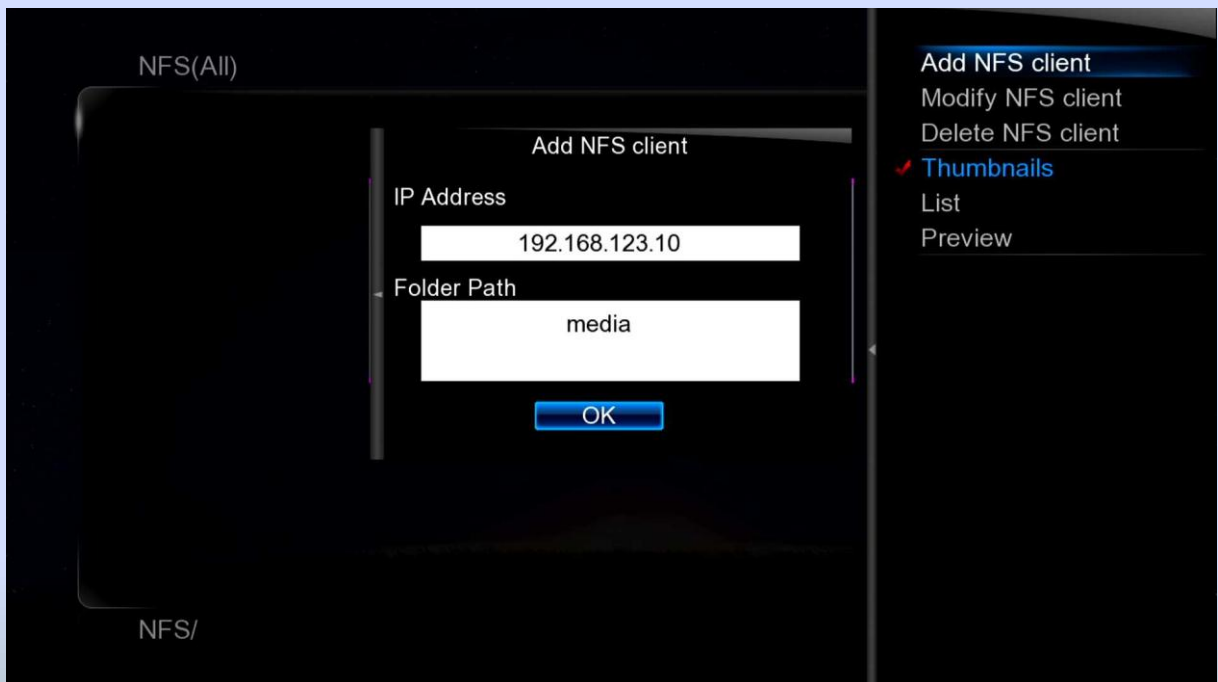 NFS(All)
Add NFS client
IP Address
192.168.123.10
Folder Path
media
OK
NFS/
Add NFS client
Modify NFS client
Delete NFS client
Thumbnails
List
Preview